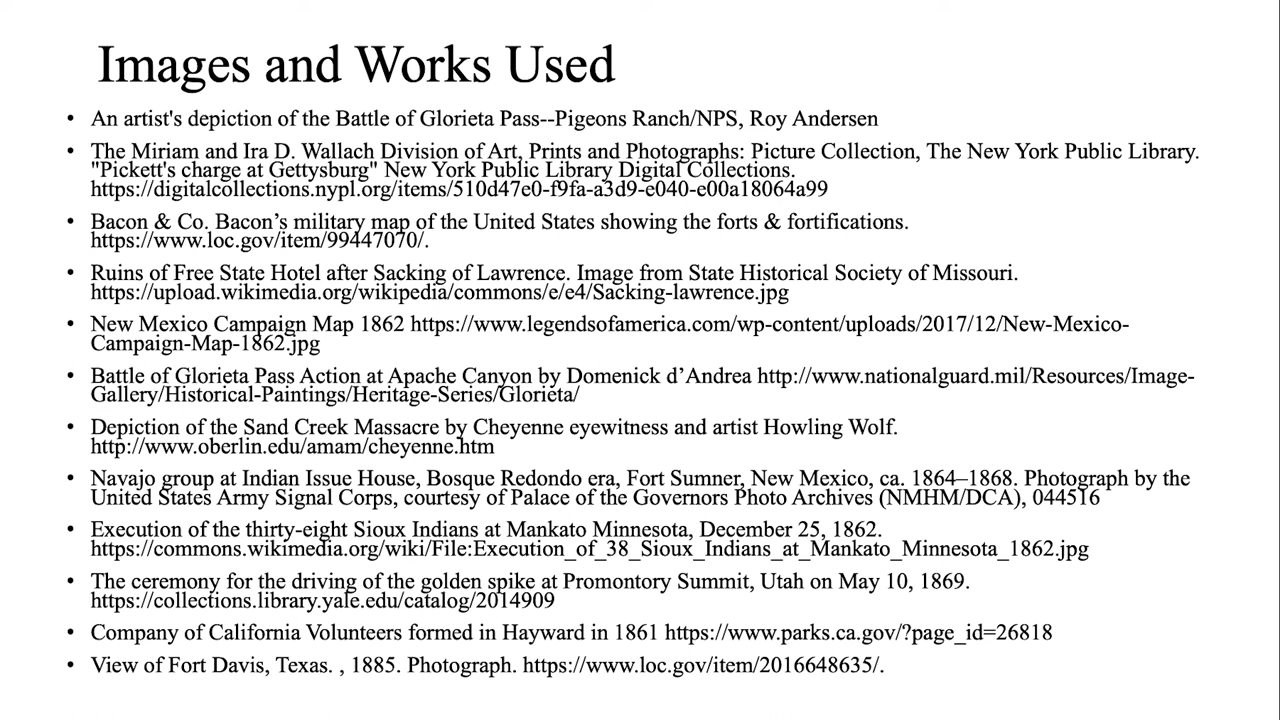 Images and Works Used
• An artist's depiction of the Battle of Glorieta Pass--Pigeons Ranch/NPS, Roy Andersen
• The Miriam and Ira D. Wallach Division of Art, Prints and Photographs: Picture Collection, The New York Public Library.
"Pickett's charge at Gettysburg" New York Public Library Digital Collections.
https://digitalcollections.nypl.org/items/510d47e0-f9fa-a3d9-e040-e00a18064a99
• Bacon & Co. Bacon’s military map of the United States showing the forts & fortifications.
https://www.loc.gov/item/99447070/.
• Ruins of Free State Hotel after Sacking of Lawrence. Image from State Historical Society of Missouri.
https://upload.wikimedia.org/wikipedia/commons/e/e4/Sacking-lawrence.jpg
• New Mexico Campaign Map 1862 https://www.legendsofamerica.com/wp-content/uploads/2017/12/New-Mexico-
Campaign-Map-1862.jpg
• Battle of Glorieta Pass Action at Apache Canyon by Domenick d’Andrea http://www.nationalguard.mil/Resources/Image-
Gallery/Historical-Paintings/Heritage-Series/Glorieta/
• Depiction of the Sand Creek Massacre by Cheyenne eyewitness and artist Howling Wolf.
http://www.oberlin.edu/amam/cheyenne.htm
• Navajo group at Indian Issue House, Bosque Redondo era, Fort Sumner, New Mexico, ca. 1864–1868. Photograph by the
United States Army Signal Corps, courtesy of Palace of the Governors Photo Archives (NMHM/DCA), 044516
• Execution of the thirty-eight Sioux Indians at Mankato Minnesota, December 25, 1862.
https://commons.wikimedia.org/wiki/File:Execution_of_38_Sioux_Indians_at_Mankato_Minnesota_1862.jpg
• The ceremony for the driving of the golden spike at Promontory Summit, Utah on May 10, 1869.
https://collections.library.yale.edu/catalog/2014909
• Company of California Volunteers formed in Hayward in 1861 https://www.parks.ca.gov/?page_id=26818
• View of Fort Davis, Texas. , 1885. Photograph. https://www.loc.gov/item/2016648635/.